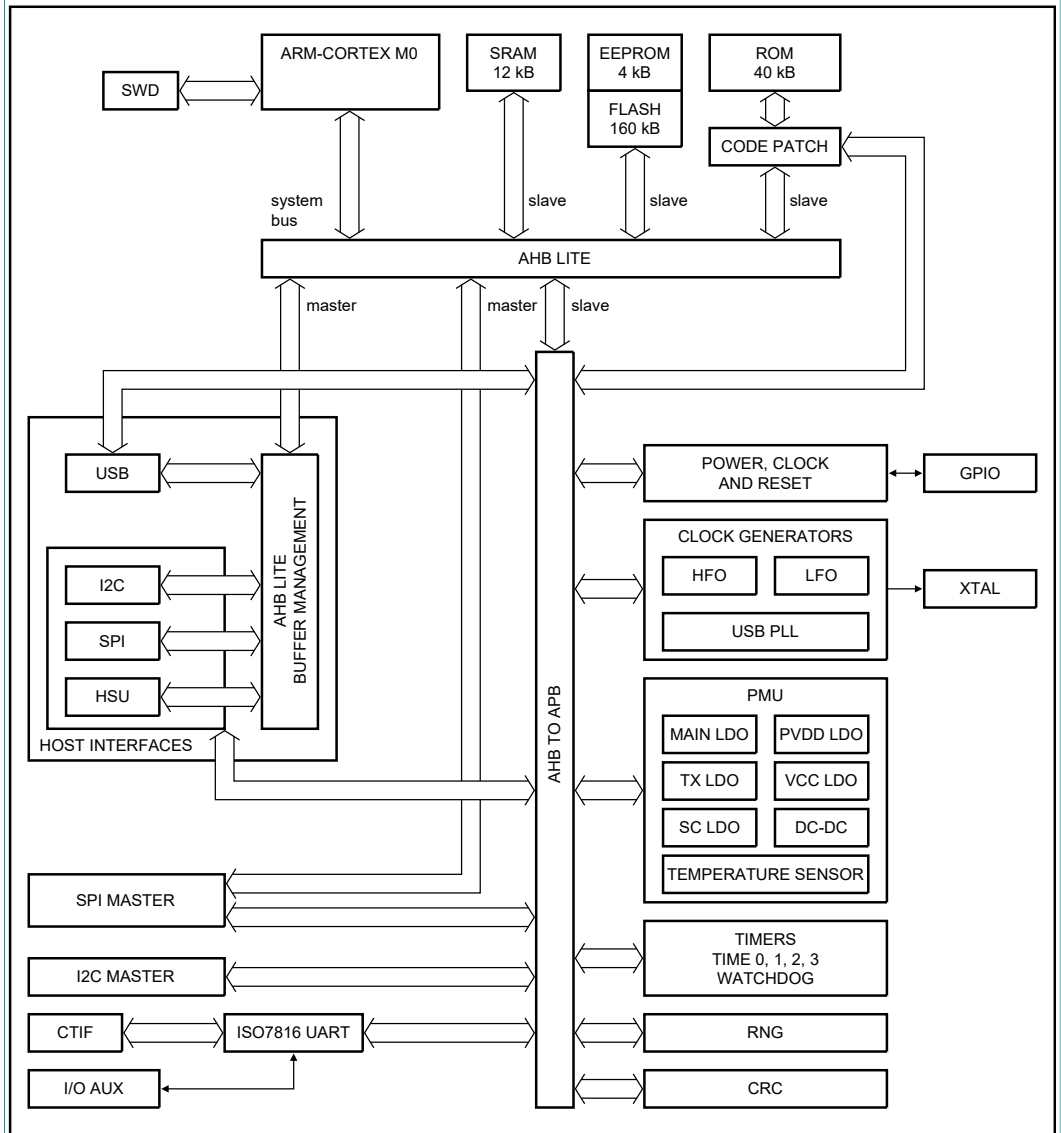 ARM-CORTEX M0
SRAM
12 kB
EEPROM
4 kB
ROM
40 kB
SWD
FLASH
160 kB
CODE PATCH
system
bus
slave
slave
slave
AHB LITE
master
master
slave
USB
AHB LITE
BUFFER MANAGEMENT
I2C
SPI
HSU
HOST INTERFACES
AHB TO APB
POWER, CLOCK
AND RESET
GPIO
CLOCK GENERATORS
HFO
LFO
XTAL
USB PLL
PMU
MAIN LDO
PVDD LDO
TX LDO
VCC LDO
SC LDO
DC-DC
TEMPERATURE SENSOR
SPI MASTER
I2C MASTER
TIMERS
TIME 0, 1, 2, 3
WATCHDOG
CTIF
ISO7816 UART
RNG
I/O AUX
CRC